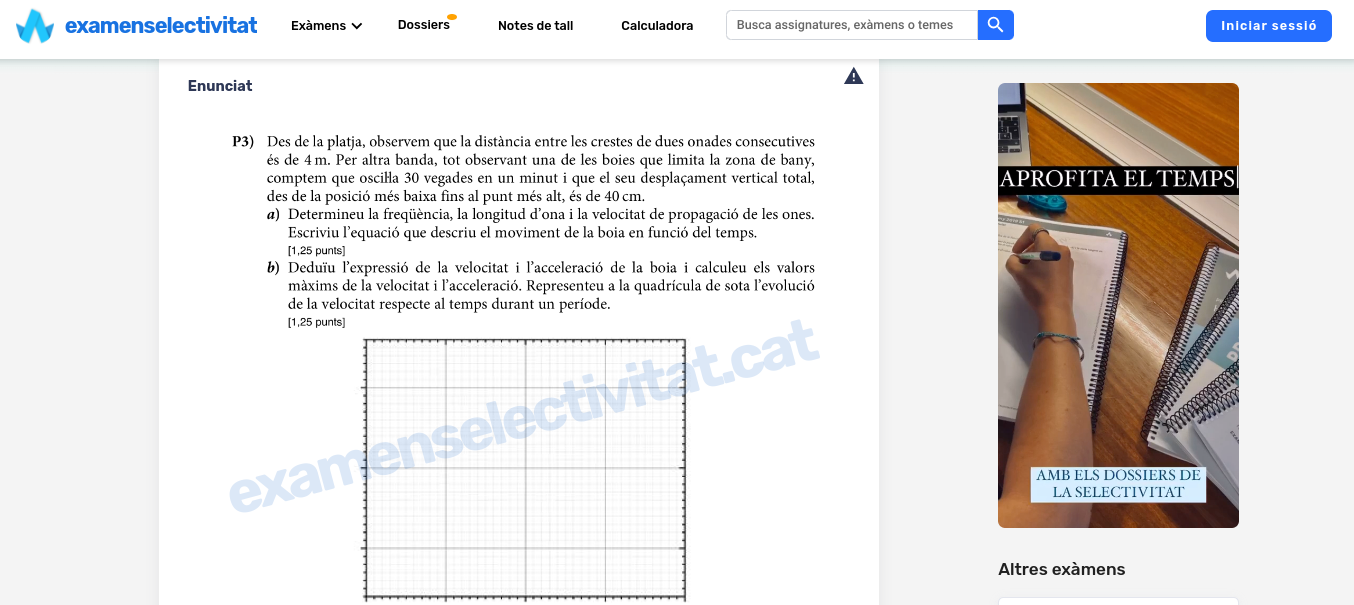 examenselectivitat
Exàmens
Dossiers
Notes de tall
Calculadora
Busca assignatures, exàmens o temes
Iniciar sessió
Enunciat
P3) Des de la platja, observem que la distància entre les crestes de dues onades consecutives
és de 4 m. Per altra banda, tot observant una de les boies que limita la zona de bany,
comptem que oscil·la 30 vegades en un minut i que el seu desplaçament vertical total,
des de la posició més baixa fins al punt més alt, és de 40 cm.
a) Determineu la freqüència, la longitud d’ona i la velocitat de propagació de les ones.
Escriviu l’equació que descriu el moviment de la boia en funció del temps.
[1,25 punts]
b) Deduïu l’expressió de la velocitat i l’acceleració de la boia i calculeu els valors
màxims de la velocitat i l’acceleració. Representeu a la quadrícula de sota l’evolució
de la velocitat respecte al temps durant un període.
[1,25 punts]
examenselectivitat.cat
APROFITA EL TEMPS
AMB ELS DOSSIERS DE
LA SELECTIVITAT
Altres exàmens